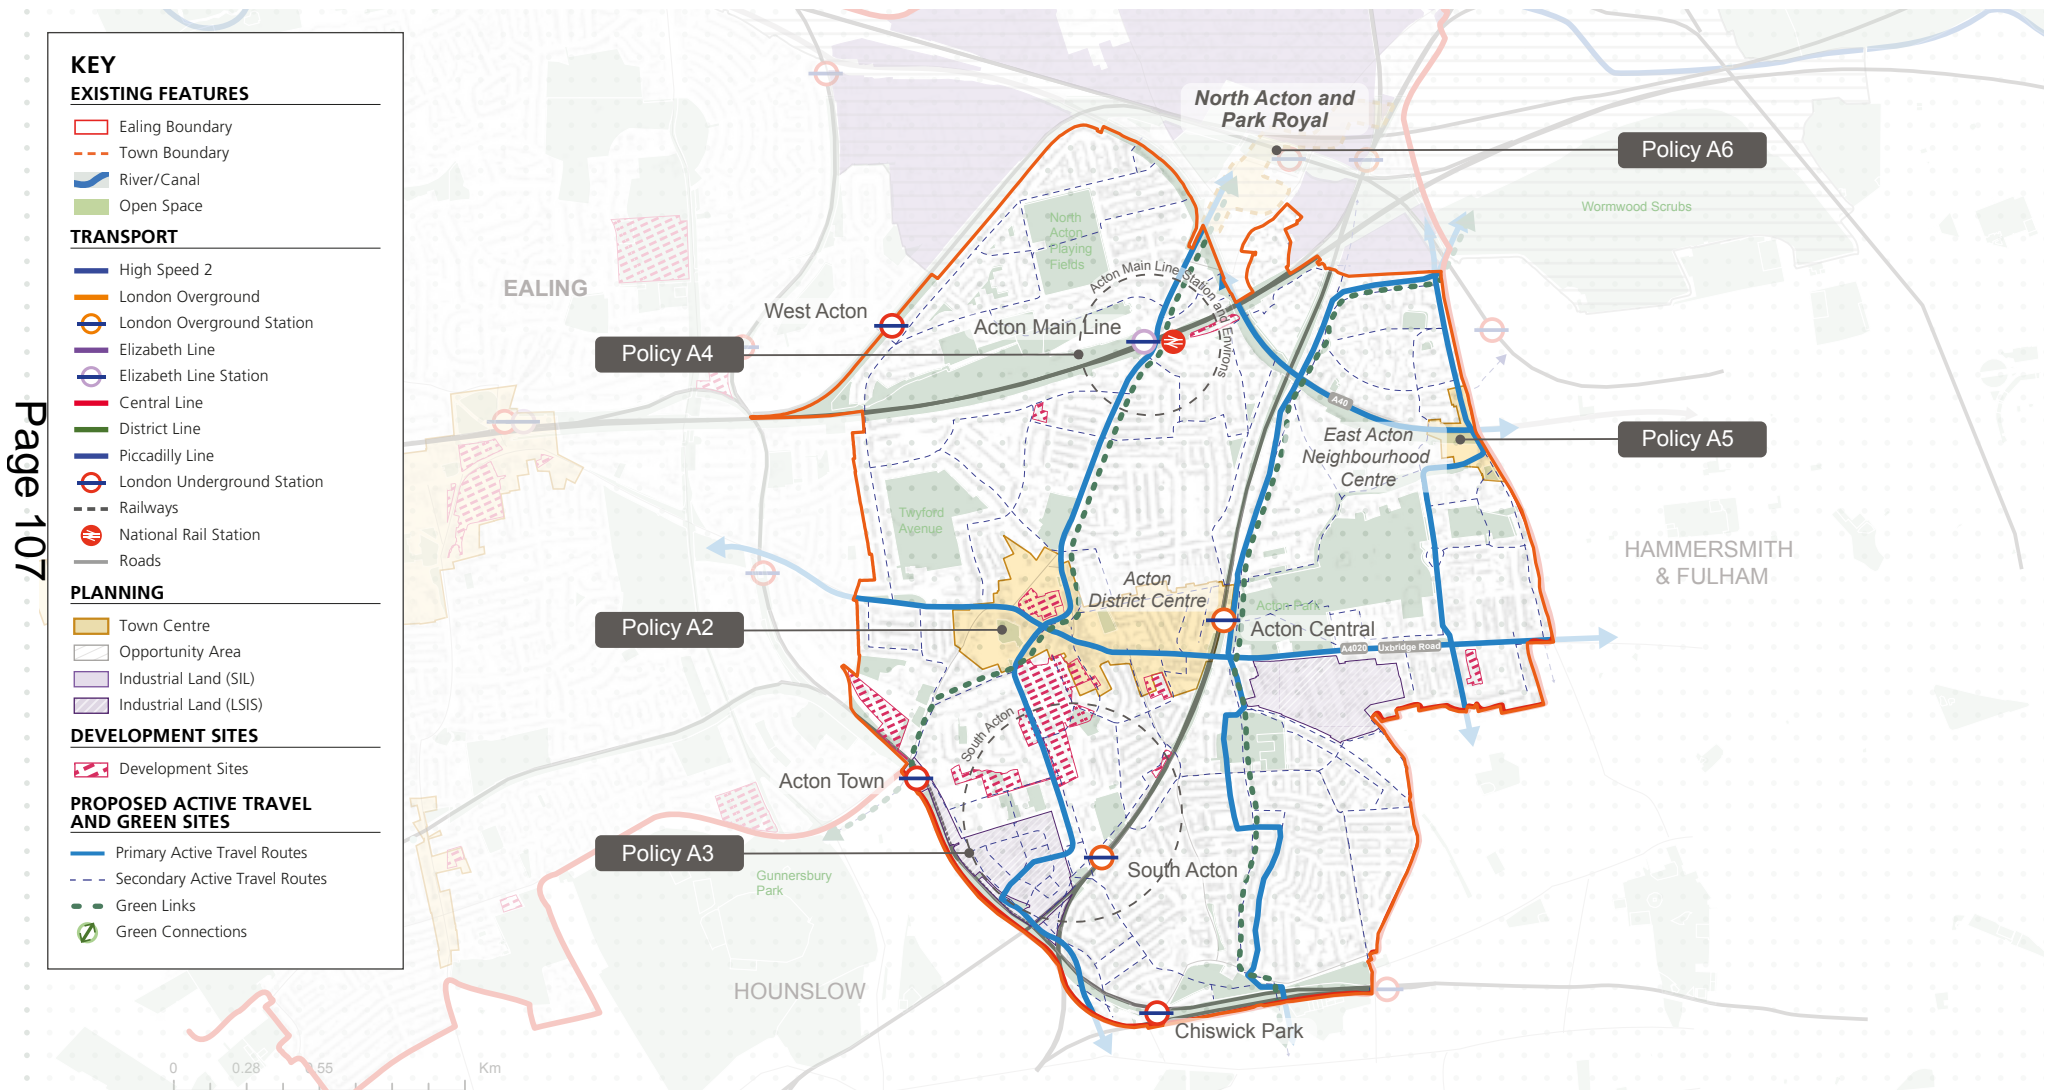 KEY
EXISTING FEATURES
Ealing Boundary
Town Boundary
River/Canal
Open Space
TRANSPORT
High Speed 2
London Overground
London Overground Station
Elizabeth Line
Elizabeth Line Station
Central Line
District Line
Piccadilly Line
London Underground Station
Railways
National Rail Station
Roads
PLANNING
Town Centre
Opportunity Area
Industrial Land (SIL)
Industrial Land (LSIS)
DEVELOPMENT SITES
Development Sites
PROPOSED ACTIVE TRAVEL
AND GREEN SITES
Primary Active Travel Routes
Secondary Active Travel Routes
Green Links
Green Connections
Page 107
North Acton and
Park Royal
Policy A6
Wormwood Scrubs
North
Acton
Playing
Fields
EALING
Acton Main Line Station and Environs
West Acton
Acton Main Line
Policy A4
A40
East Acton
Neighbourhood
Centre
Policy A5
Twyford
Avenue
HAMMERSMITH
& FULHAM
Acton
District Centre
Acton Park
Policy A2
Acton Central
A4020
Uxbridge Road
South Acton
Acton Town
Policy A3
South Acton
Gunnersbury
Park
HOUNSLOW
Chiswick Park
0
0.28
0.55
Km